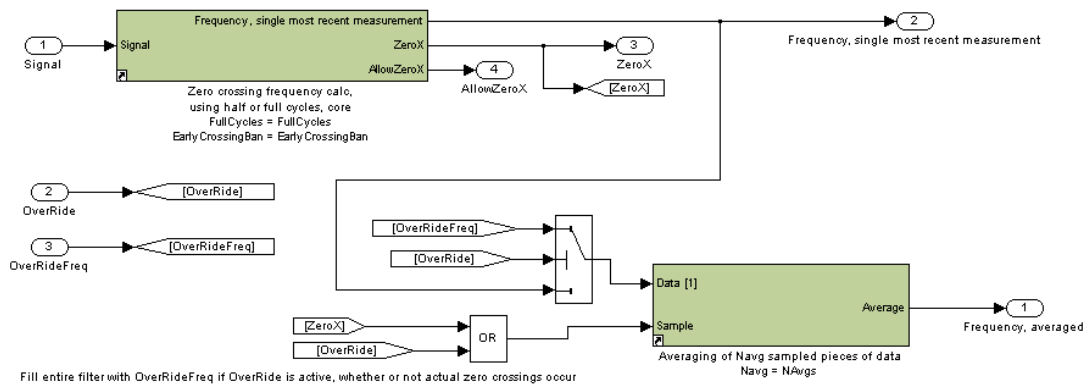 Frequency, single most recent measurement
2
1
Signal
ZeroX
3
Frequency, single most recent measurement
Signal
AllowZeroX
4
ZeroX
AllowZeroX
[ZeroX]
Zero crossing frequency calc,
using half or full cycles, core
FullCycles = FullCycles
EarlyCrossingBan = EarlyCrossingBan
2
[OverRide]
OverRide
3
[OverRideFreq]
OverRideFreq
[OverRideFreq]
[OverRide]
Data [1]
Average
1
[ZeroX]
Sample
Frequency, averaged
OR
[OverRide]
Averaging of Navg sampled pieces of data
Navg = NAvgs
Fill entire filter with OverRideFreq if OverRide is active, whether or not actual zero crossings occur